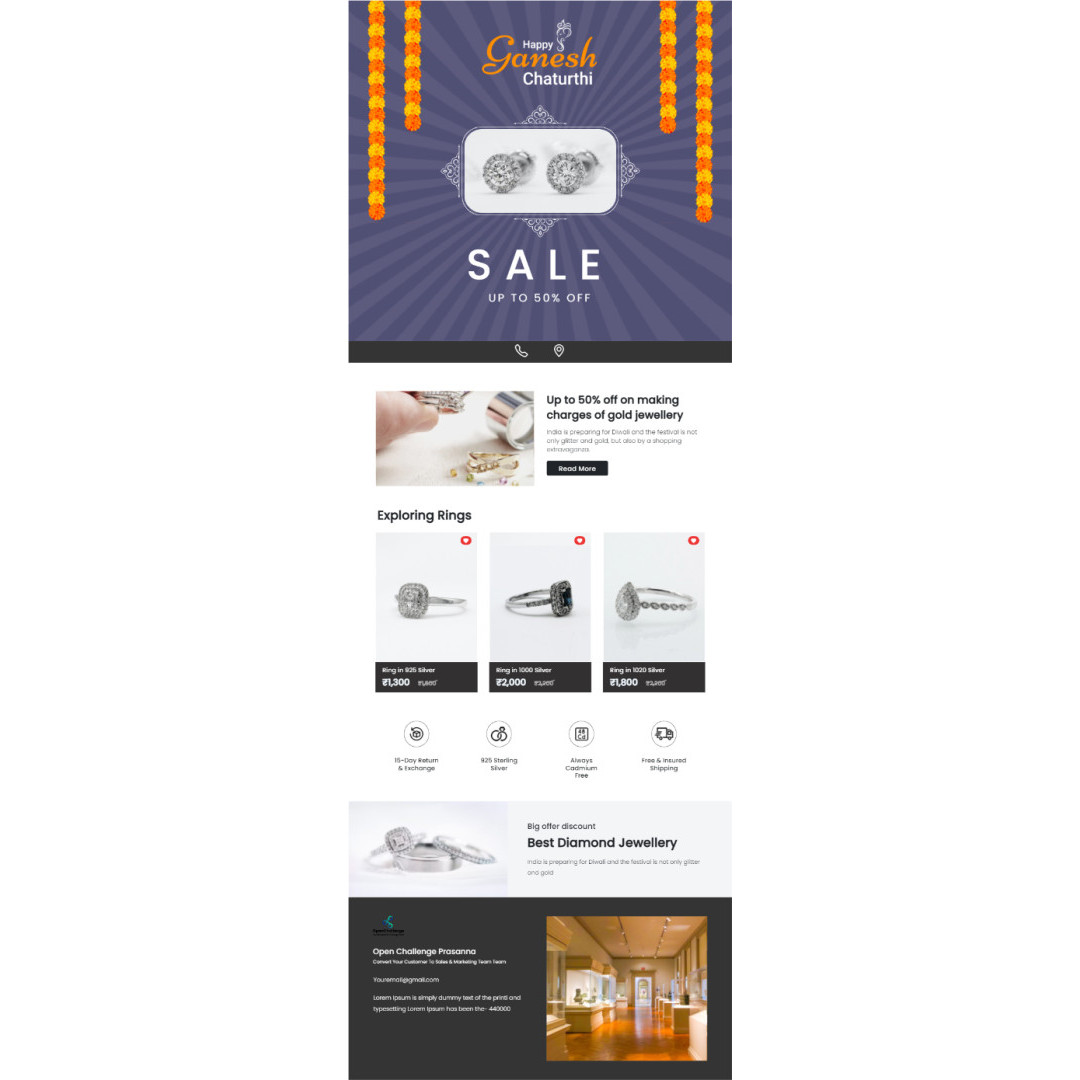 Happy
Ganesh
Chaturthi
SALE
UP TO 50% OFF
Up to 50% off on making
charges of gold jewellery
India is preparing for Diwali and the festival is not
only glitter and gold, but also by a shopping
extravaganza.
Read More
Exploring Rings
Ring in 925 Silver
₹1,300
Ring in 1000 Silver
₹2,000
Ring in 1020 Silver
₹1,800
15-Day Return
& Exchange
925 Sterling
Silver
48
Cd
Always
Cadmium
Free
Free & Insured
Shipping
Big offer discount
Best Diamond Jewellery
India is preparing for Diwali and the festival is not only glitter
and gold
Open Challenge Prasanna
Convert Your Customer To Sales & Marketing Team Team
Youremail@gmail.com
Lorem Ipsum is simply dummy text of the printi and
typesetting Lorem Ipsum has been the- 440000